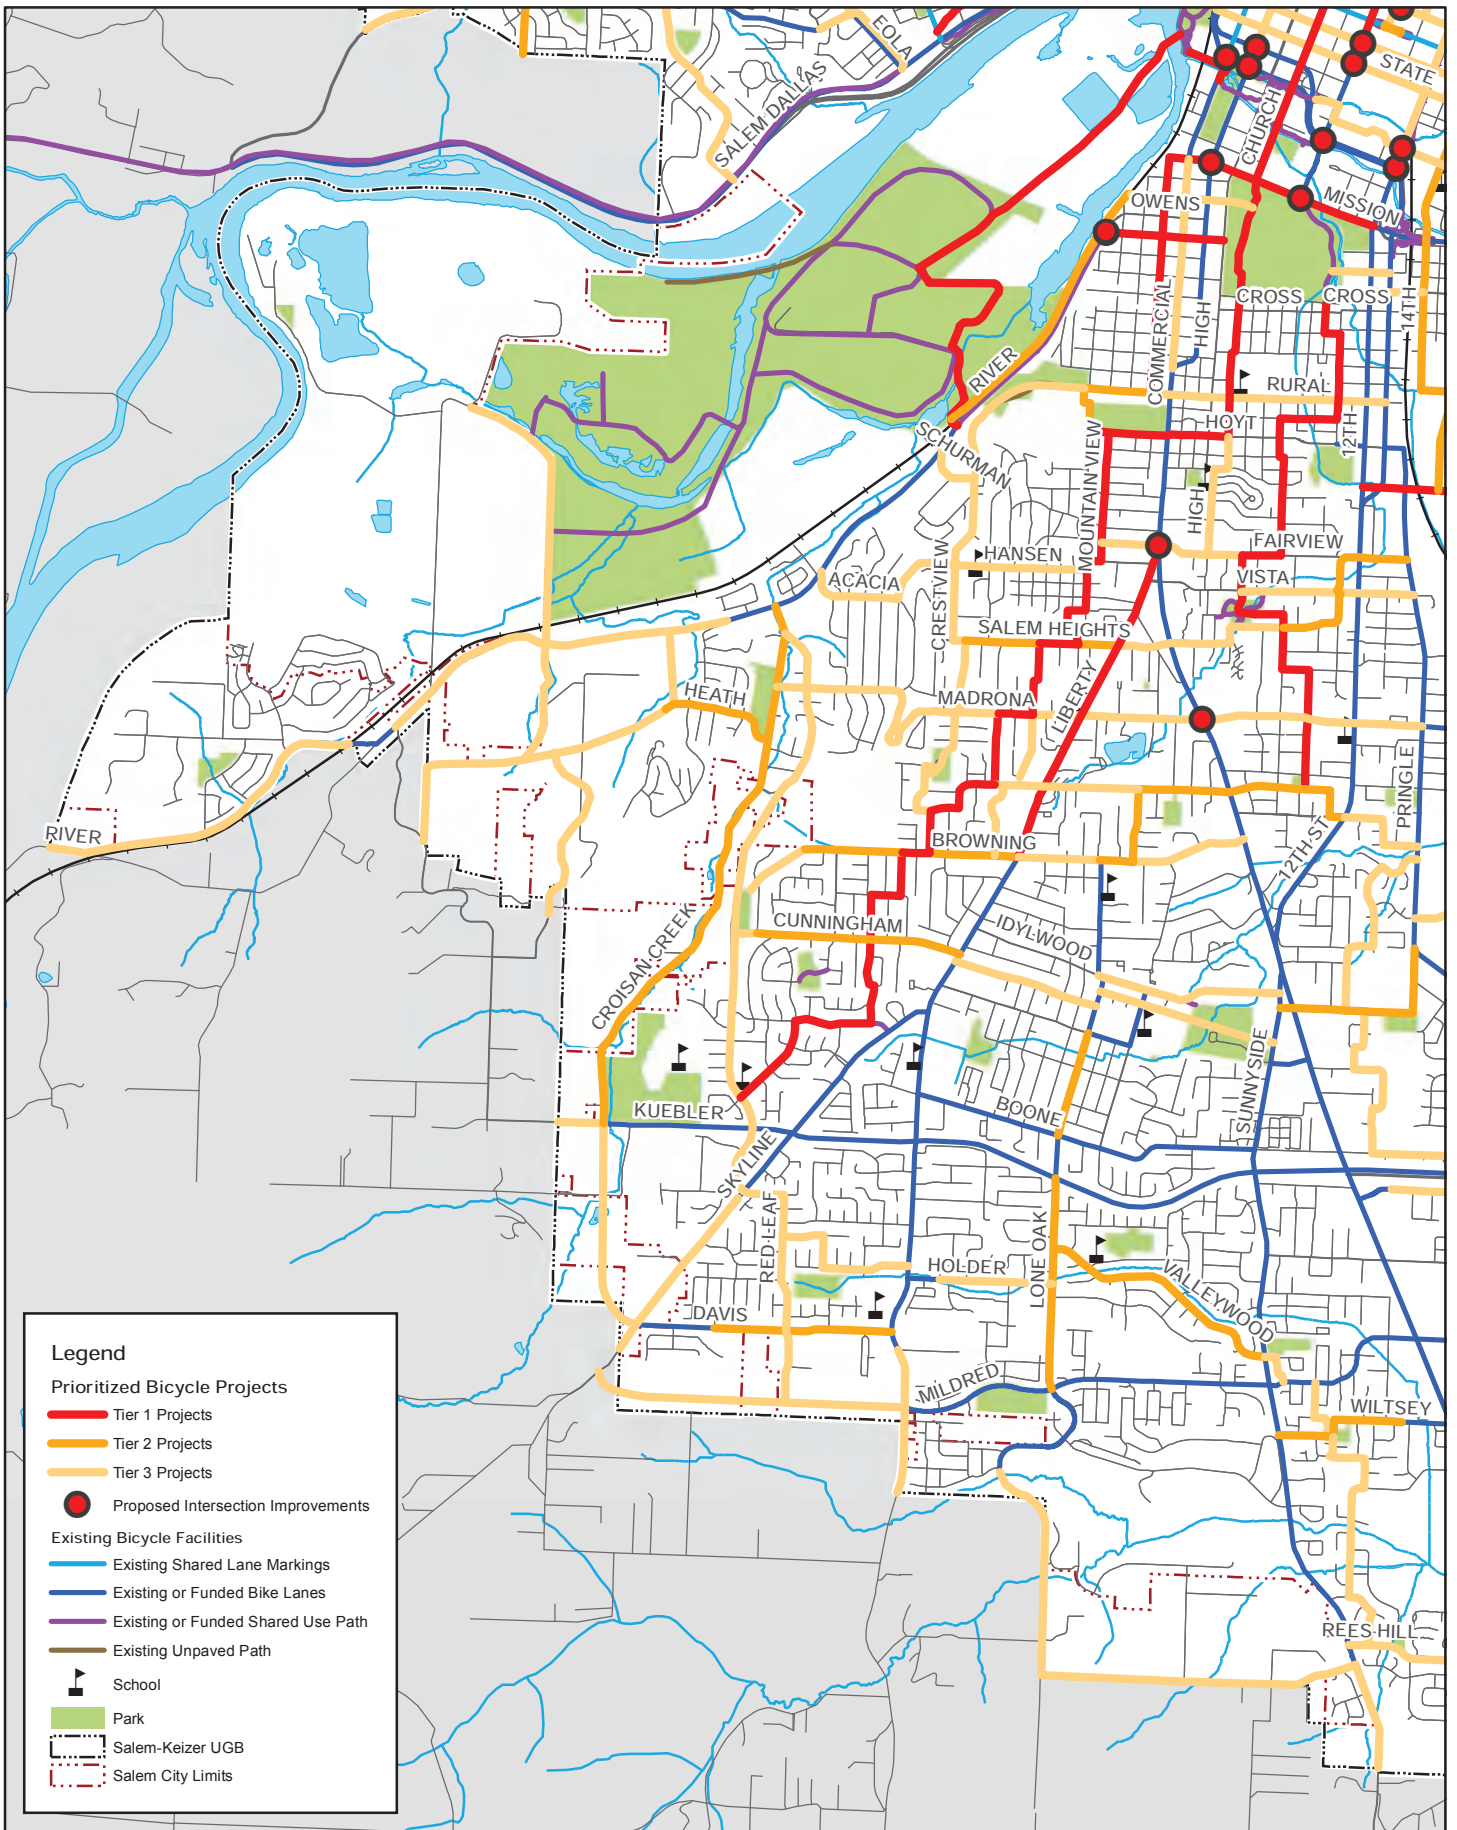 EOLA
STATE
SALEM DALLAS
CHURCH
MISSION
OWENS
CROSS
CROSS
14TH
COMMERCIAL
HIGH
RIVER
RURAL
HOYT
12TH
SCHURMAN
MOUNTAIN VIEW
HIGH
FAIRVIEW
HANSEN
ACACIA
VISTA
CRESTVIEW
SALEM HEIGHTS
HEATH
MADRONA
LIBERTY
PRINGLE
RIVER
BROWNING
12TH ST
CUNNINGHAM
IDYLWOOD
CROISAN CREEK
SUNNYSIDE
KUEBLER
BOONE
SKYLINE
RED LEAF
LONE OAK
HOLDER
VALLEYWOOD
DAVIS
MILDRED
WILTSEY
REES HILL
Legend
Prioritized Bicycle Projects
Tier 1 Projects
Tier 2 Projects
Tier 3 Projects
Proposed Intersection Improvements
Existing Bicycle Facilities
Existing Shared Lane Markings
Existing or Funded Bike Lanes
Existing or Funded Shared Use Path
Existing Unpaved Path
School
Park
Salem-Keizer UGB
Salem City Limits